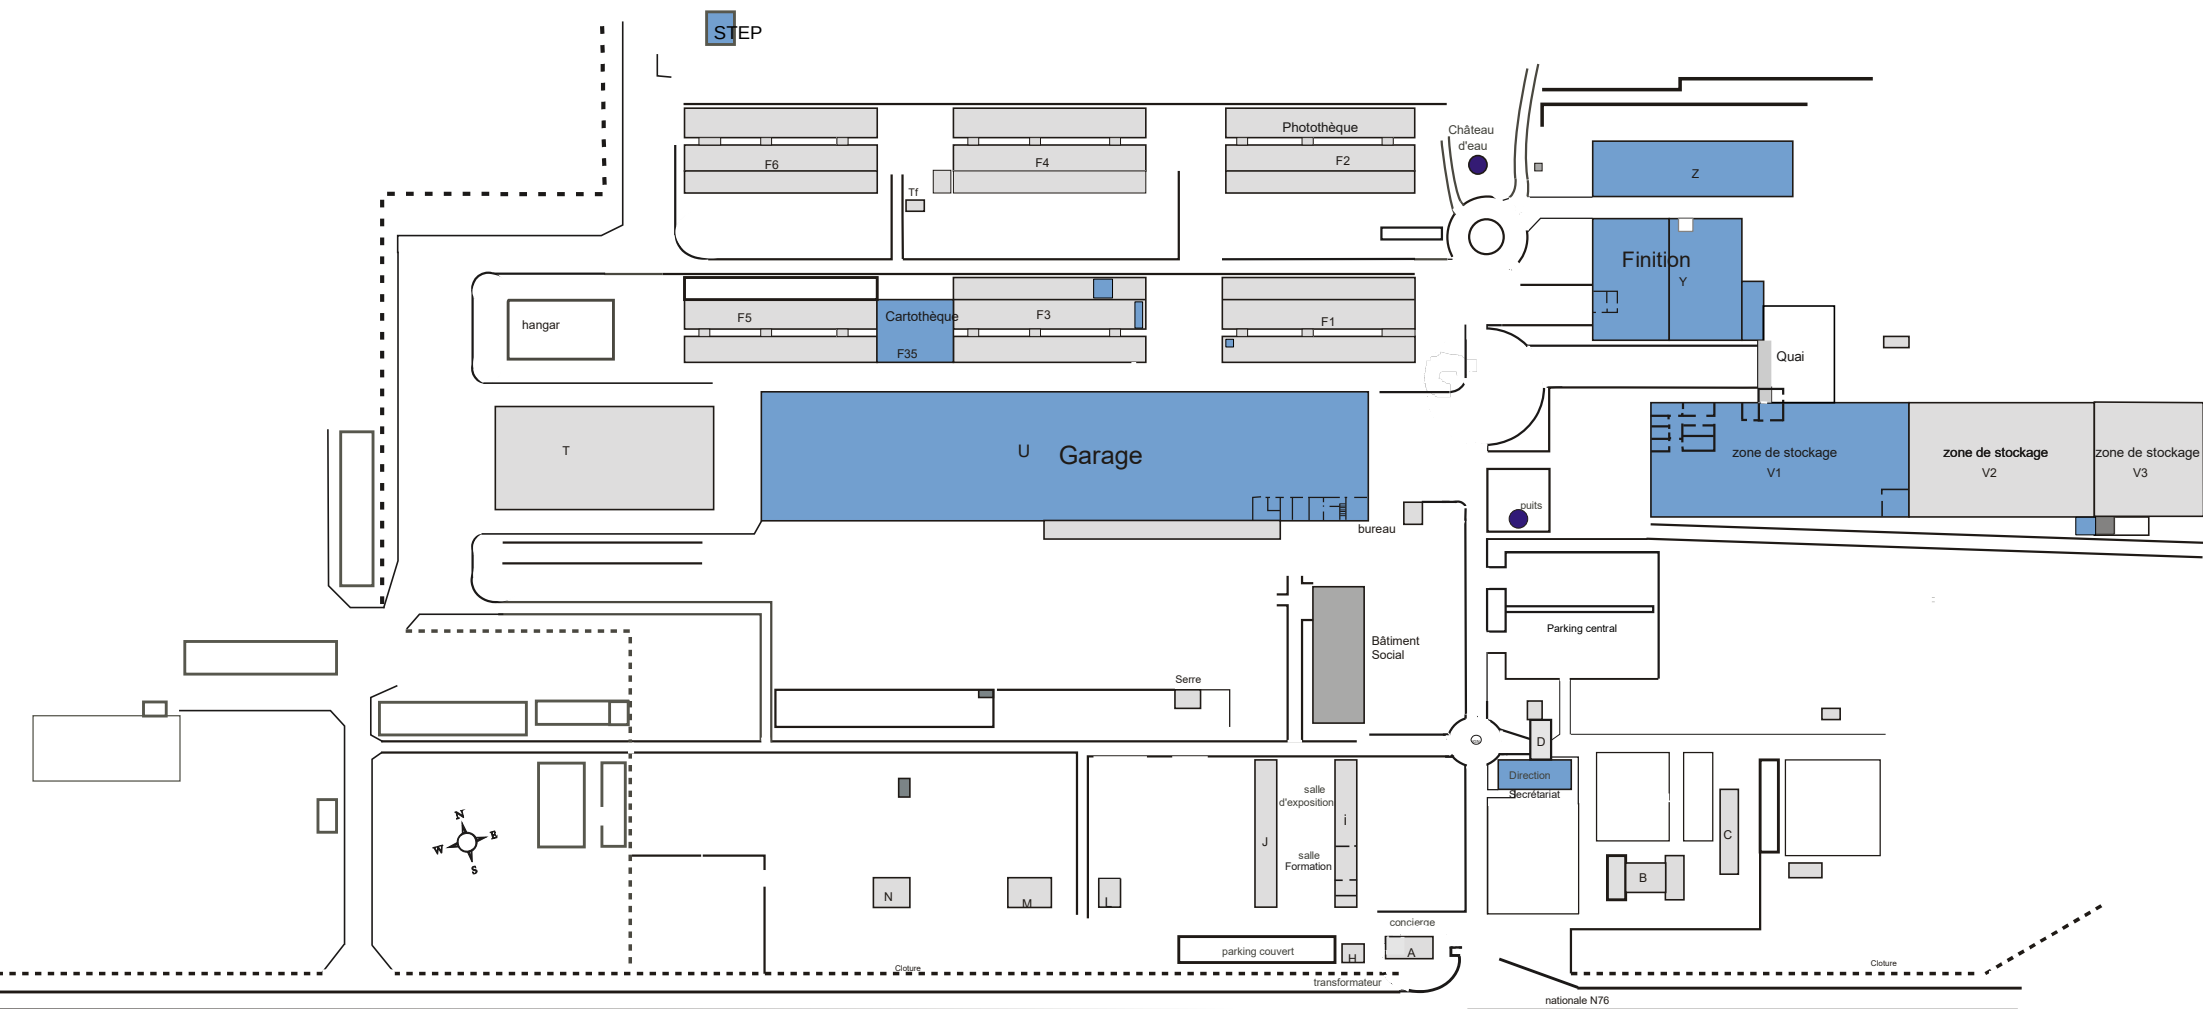 STEP
Photothèque
Château
d'eau
F6
F4
F2
Z
Tf
Finition
Y
hangar
F5
Cartothèque
F3
F1
F35
Quai
T
U Garage
zone de stockage
V1
zone de stockage
V2
zone de stockage
V3
puits
bureau
Parking central
Bâtiment
Social
Serre
D
Direction
Secrétariat
salle
d'exposition
i
J
salle
Formation
C
B
N
E
W
S
N
M
L
concierge
A
parking couvert
H
Cloture
Cloture
transformateur
nationale N76